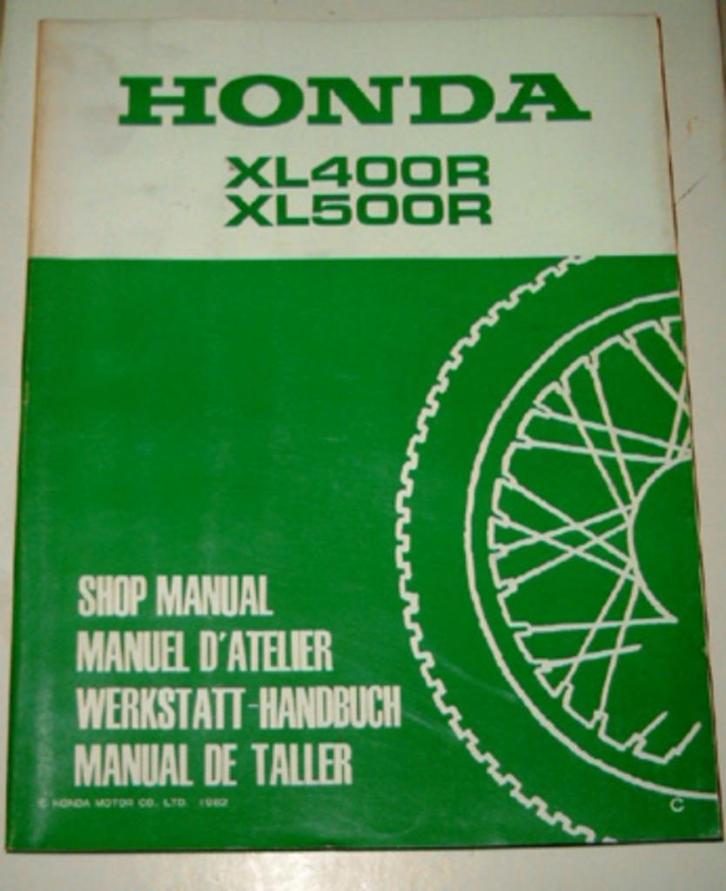 HONDA
XL400R
XL500R
SHOP MANUAL
MANUEL D'ATELIER
WERKSTATT-HANDBUCH
MANUAL DE TALLER
© HONDA MOTOR CO., LTD. 1982
C